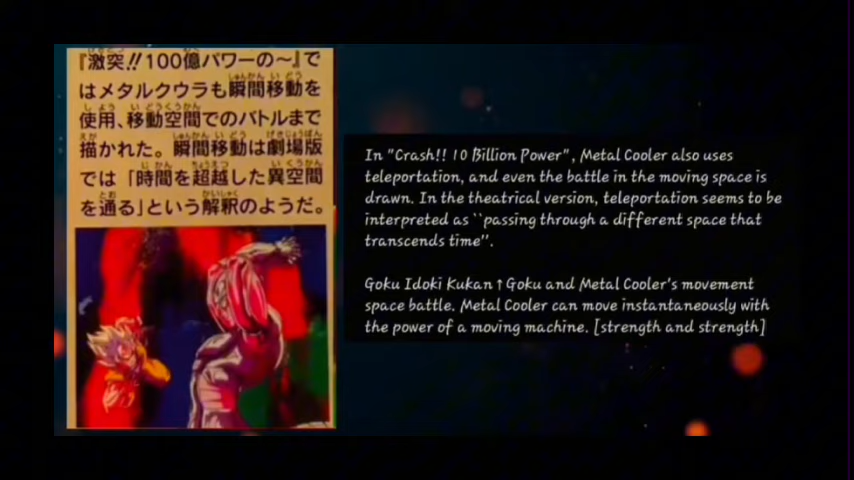 『激突!!100億パワーの〜』で
はメタルクウラも瞬間移動を
使用、移動空間でのバトルまで
描かれた。瞬間移動は劇場版
では「時間を超越した異空間
を通る」という解釈のようだ。
In "Crash!! 10 Billion Power", Metal Cooler also uses
teleportation, and even the battle in the moving space is
drawn. In the theatrical version, teleportation seems to be
interpreted as ``passing through a different space that
transcends time".
Goku Idoki Kukan ↑ Goku and Metal Cooler's movement
space battle. Metal Cooler can move instantaneously with
the power of a moving machine. [strength and strength]